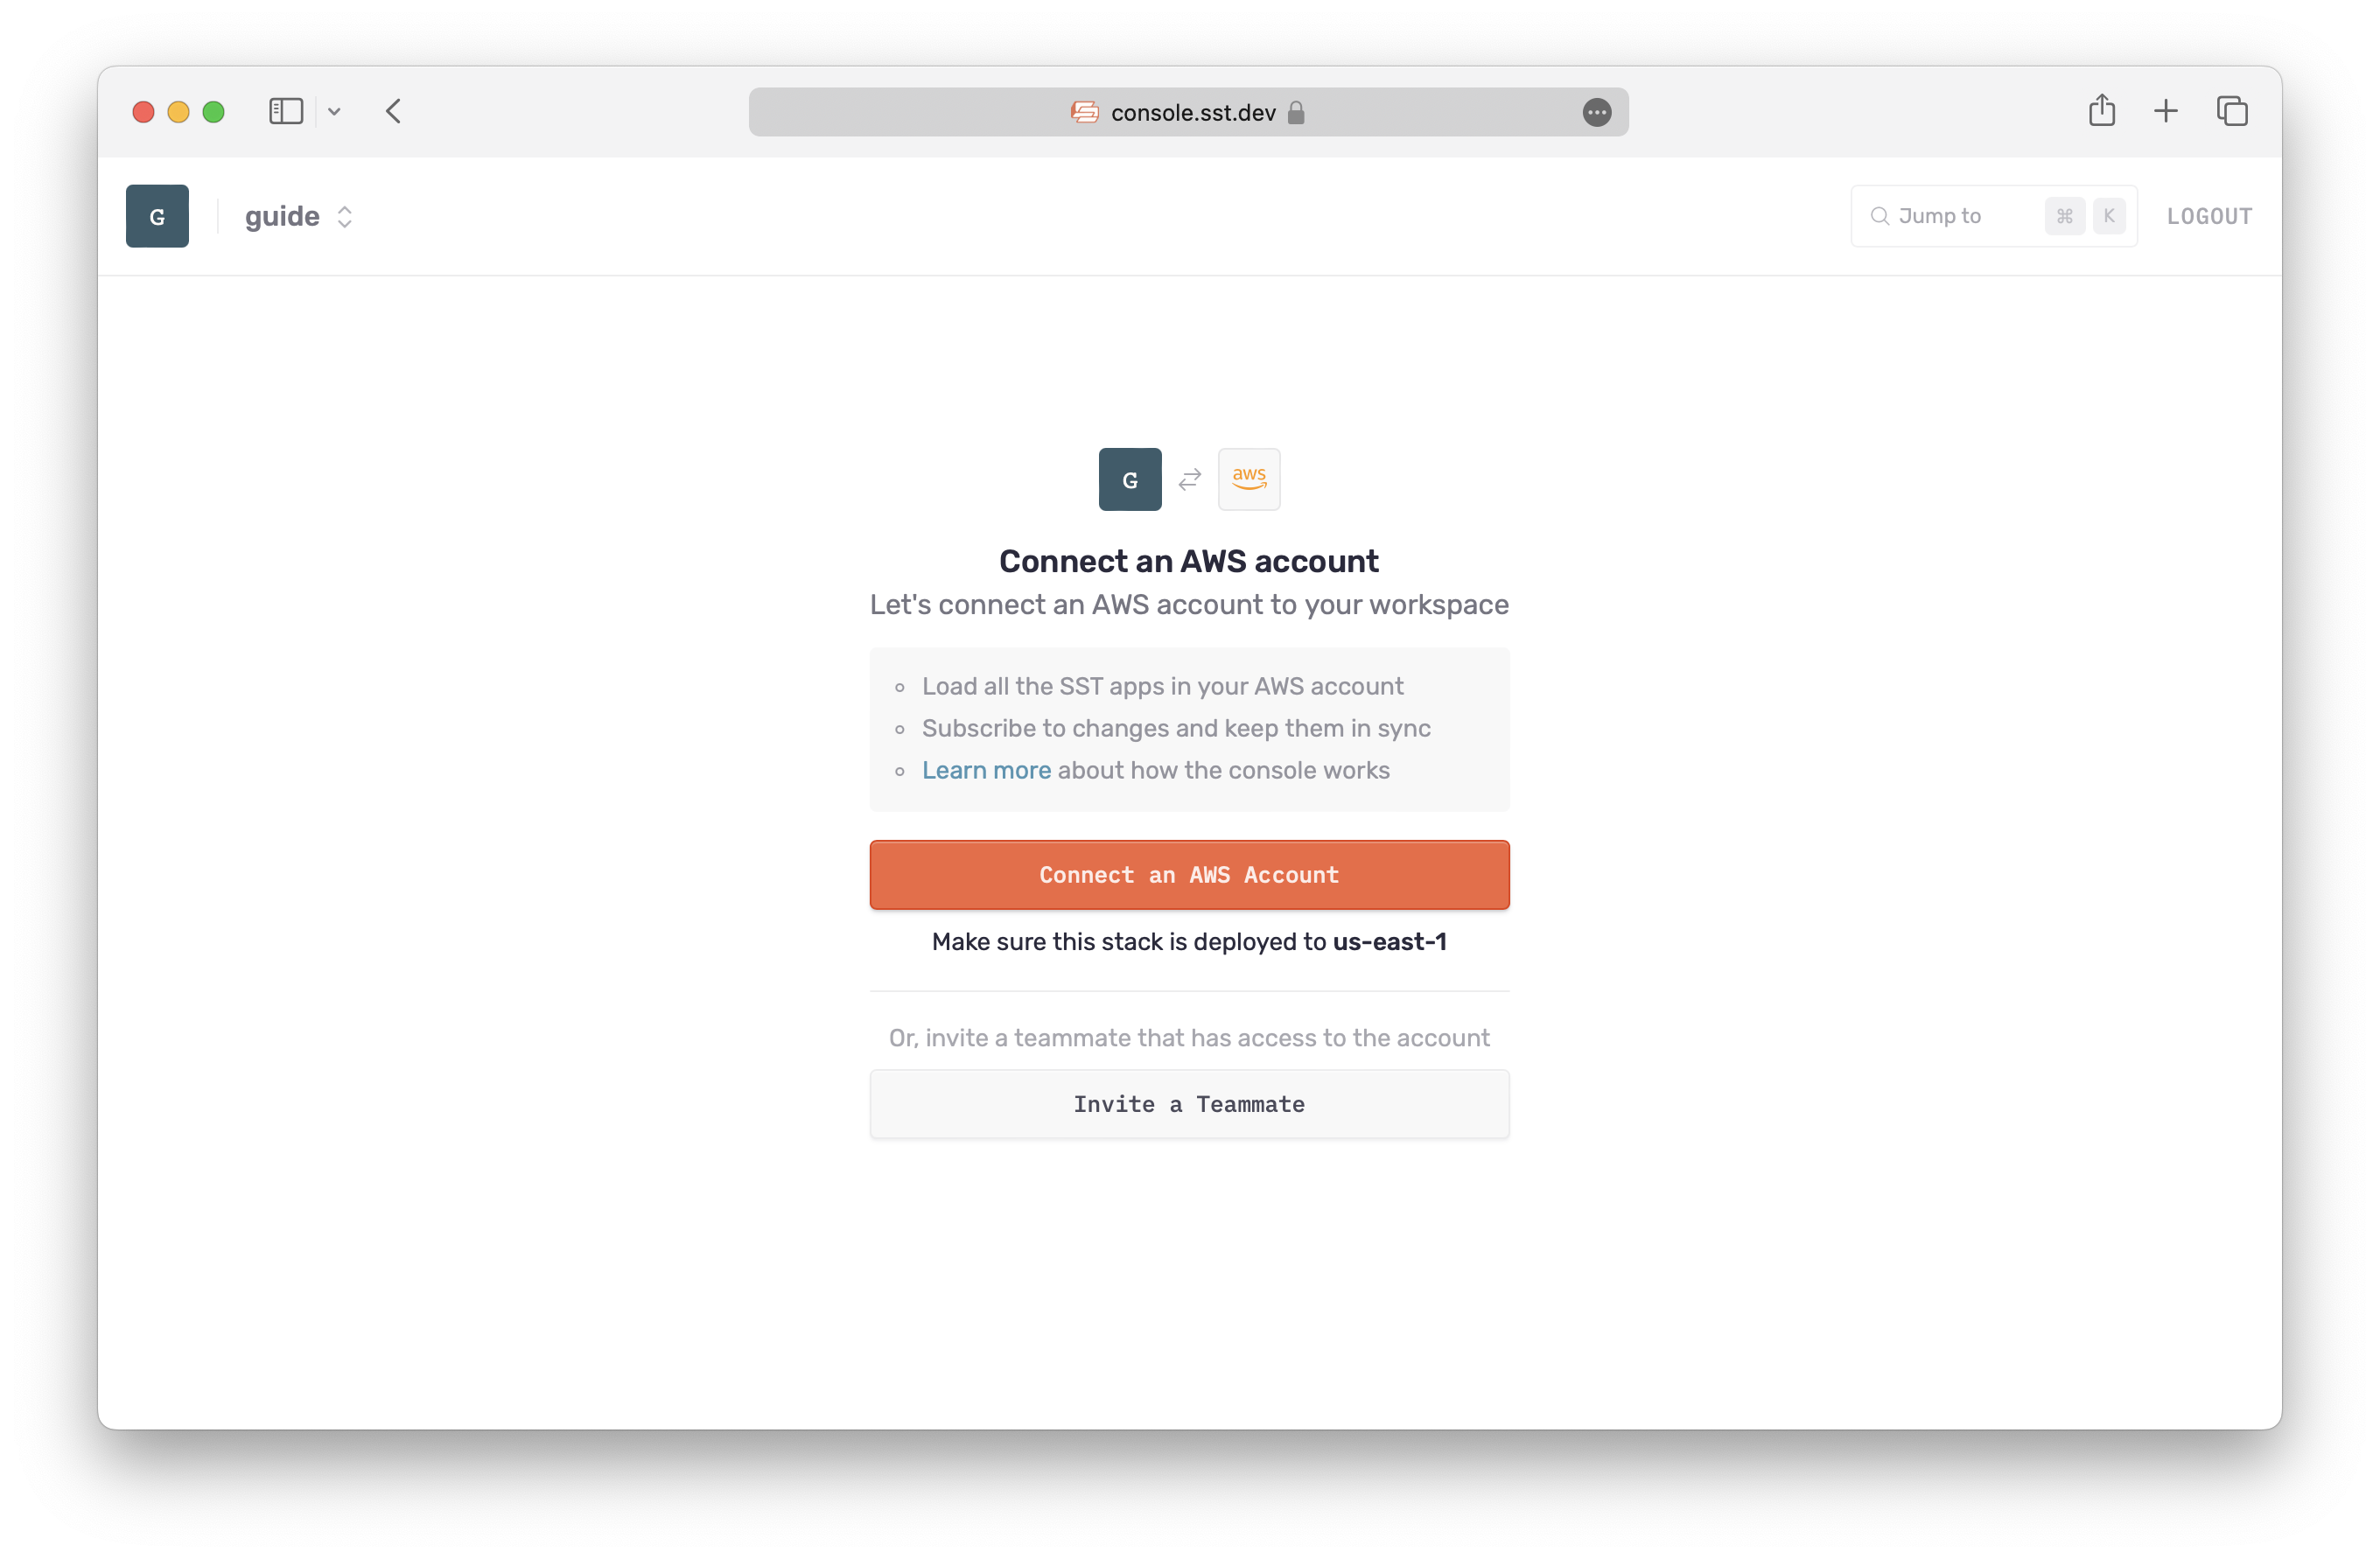 console.sst.dev
G
guide
Jump to
⌘ K
LOGOUT
G
aws
Connect an AWS account
Let's connect an AWS account to your workspace
Load all the SST apps in your AWS account
Subscribe to changes and keep them in sync
Learn more about how the console works
Connect an AWS Account
Make sure this stack is deployed to us-east-1
Or, invite a teammate that has access to the account
Invite a Teammate